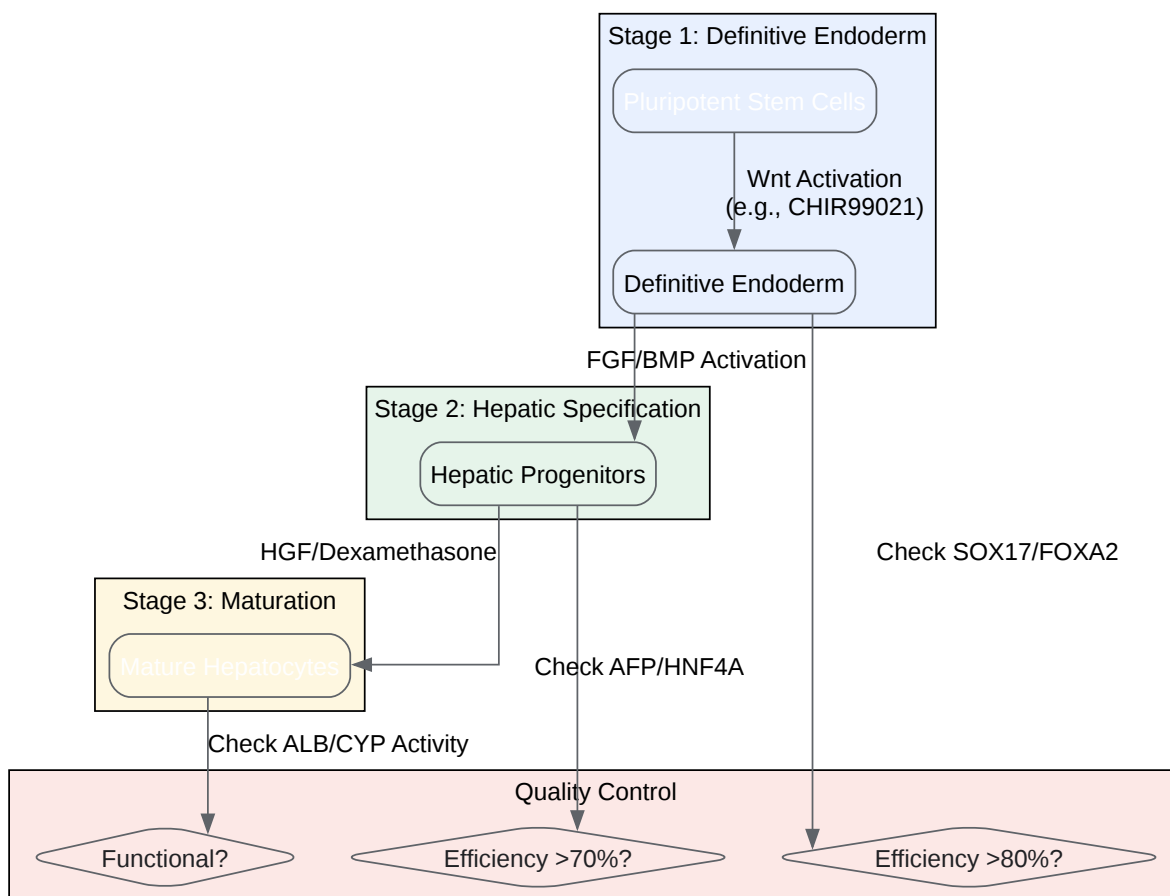 Stage 1: Definitive Endoderm
Pluripotent Stem Cells
Wnt Activation
(e.g., CHIR99021)
Definitive Endoderm
FGF/BMP Activation
Stage 2: Hepatic Specification
Hepatic Progenitors
HGF/Dexamethasone
Check SOX17/FOXA2
Stage 3: Maturation
Mature Hepatocytes
Check AFP/HNF4A
Check ALB/CYP Activity
Quality Control
Functional?
Efficiency >70%?
Efficiency >80%?